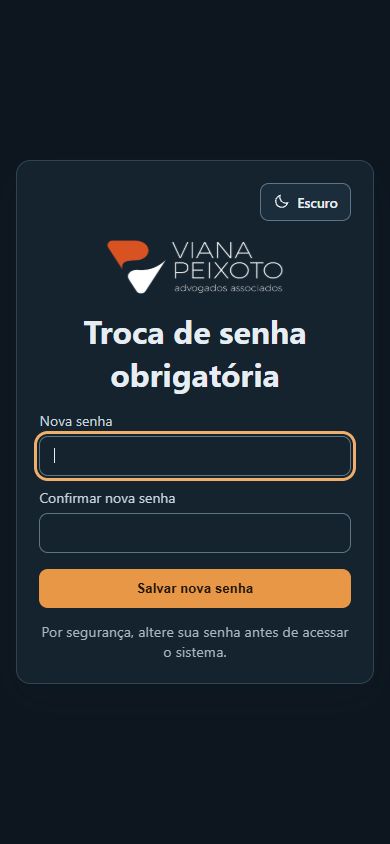 Escuro
VIANA
PEIXOTO
advogados associados
Troca de senha
obrigatória
Nova senha
Confirmar nova senha
Salvar nova senha
Por segurança, altere sua senha antes de acessar
o sistema.